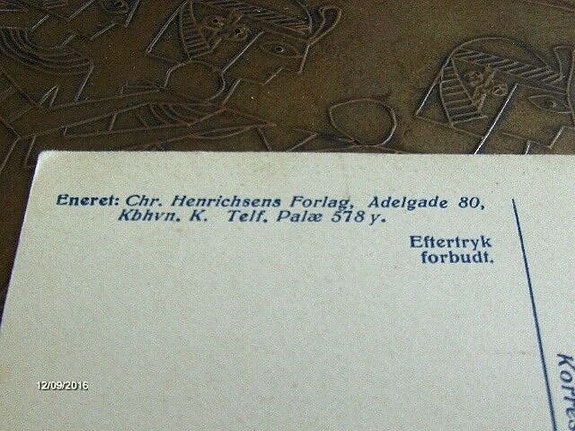 Eneret: Chr. Henrichsens Forlag, Adelgade 80,
Kbhvn. K. Telf. Palæ 578 y.
Eftertryk
forbudt.
12/09/2016